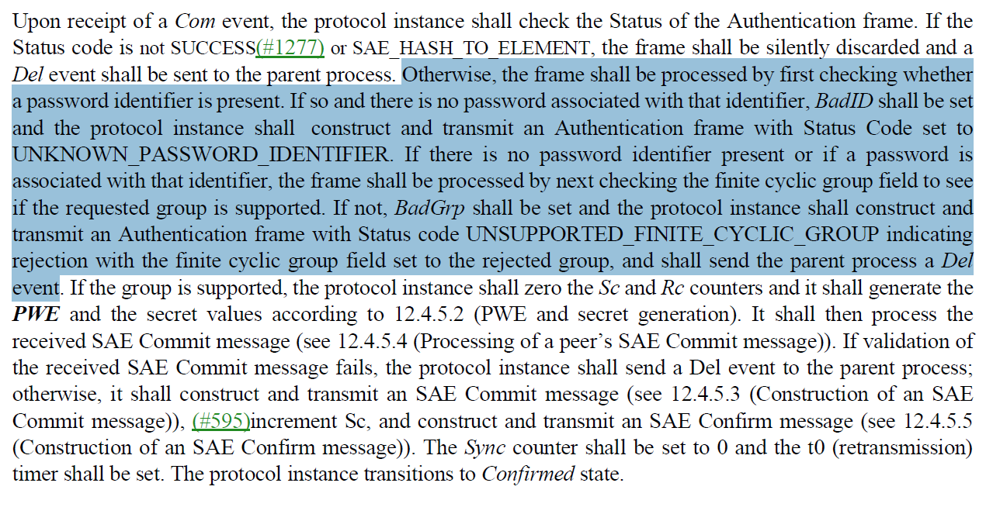 Upon receipt of a Com event, the protocol instance shall check the Status of the Authentication frame. If the
Status code is not SUCCESS(#1277) or SAE_HASH_TO_ELEMENT, the frame shall be silently discarded and a
Del event shall be sent to the parent process. Otherwise, the frame shall be processed by first checking whether
a password identifier is present. If so and there is no password associated with that identifier, BadID shall be set
and the protocol instance shall construct and transmit an Authentication frame with Status Code set to
UNKNOWN_PASSWORD_IDENTIFIER. If there is no password identifier present or if a password is
associated with that identifier, the frame shall be processed by next checking the finite cyclic group field to see
if the requested group is supported. If not, BadGrp shall be set and the protocol instance shall construct and
transmit an Authentication frame with Status code UNSUPPORTED_FINITE_CYCLIC_GROUP indicating
rejection with the finite cyclic group field set to the rejected group, and shall send the parent process a Del
event. If the group is supported, the protocol instance shall zero the Sc and Rc counters and it shall generate the
PWE and the secret values according to 12.4.5.2 (PWE and secret generation). It shall then process the
received SAE Commit message (see 12.4.5.4 (Processing of a peer’s SAE Commit message)). If validation of
the received SAE Commit message fails, the protocol instance shall send a Del event to the parent process;
otherwise, it shall construct and transmit an SAE Commit message (see 12.4.5.3 (Construction of an SAE
Commit message)), (#595)increment Sc, and construct and transmit an SAE Confirm message (see 12.4.5.5
(Construction of an SAE Confirm message)). The Sync counter shall be set to 0 and the t0 (retransmission)
timer shall be set. The protocol instance transitions to Confirmed state.